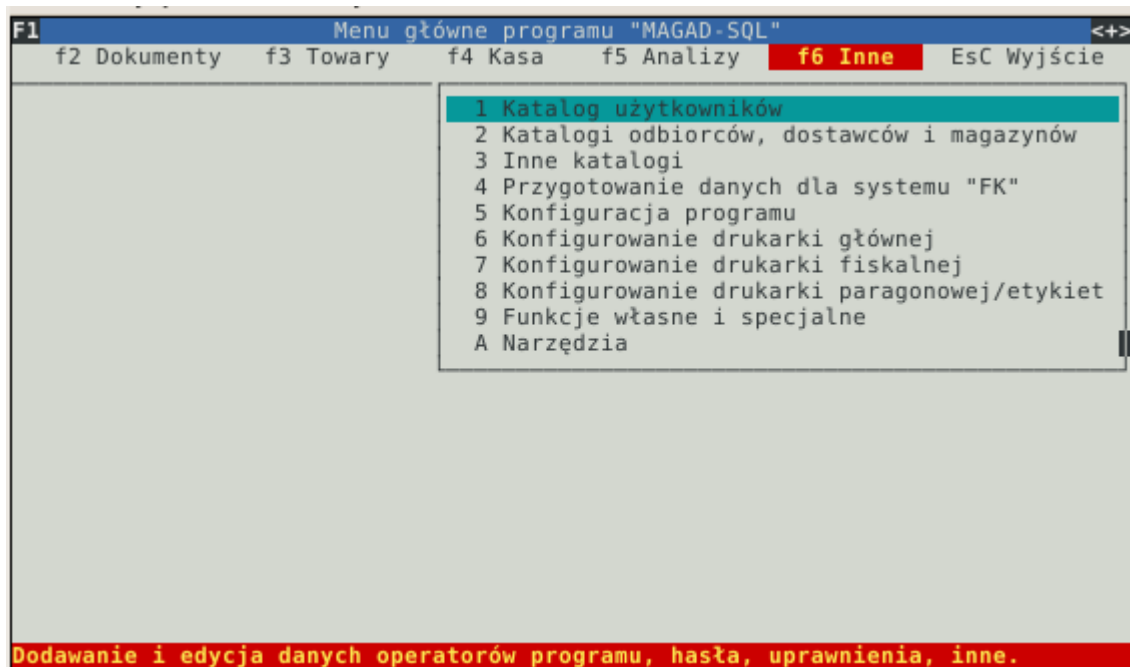 F1 Menu główne programu "MAGAD-SQL" <+>
f2 Dokumenty f3 Towary f4 Kasa f5 Analizy f6 Inne EsC Wyjście
1 Katalog użytkowników
2 Katalogi odbiorców, dostawców i magazynów
3 Inne katalogi
4 Przygotowanie danych dla systemu "FK"
5 Konfiguracja programu
6 Konfigurowanie drukarki głównej
7 Konfigurowanie drukarki fiskalnej
8 Konfigurowanie drukarki paragonowej/etykiet
9 Funkcje własne i specjalne
A Narzędzia
Dodawanie i edycja danych operatorów programu, hasła, uprawnienia, inne.